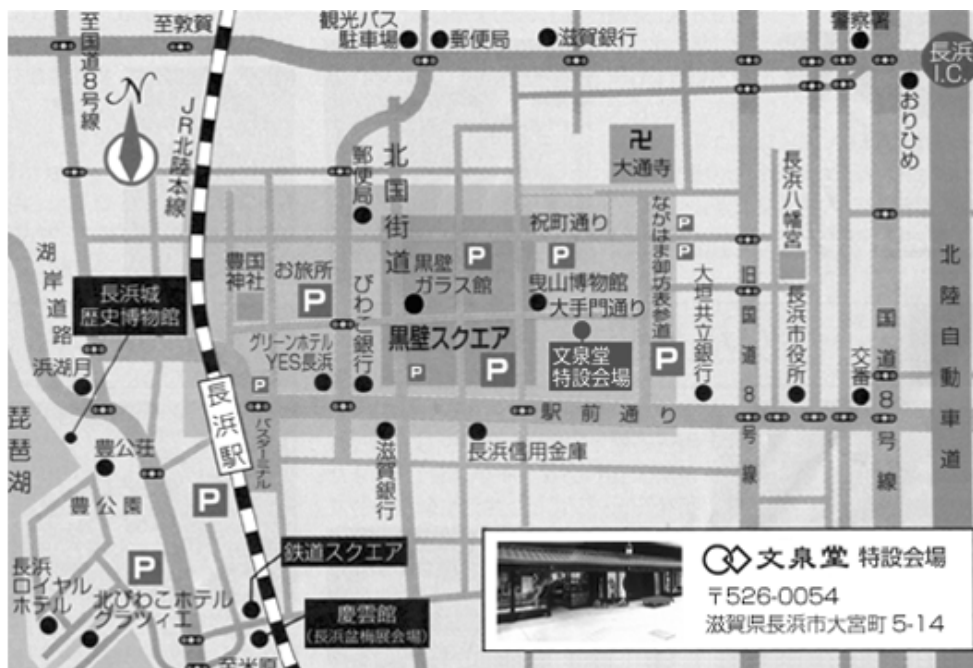 至国道8号線
至敦賀
観光バス
駐車場
郵便局
滋賀銀行
警察署
長浜
I.C.
おりひめ
N
JR北陸本線
郵便局
北国街道
卍
大通寺
長浜八幡宮
祝町通り
ながはま御坊表参道
P
P
湖岸道路
長浜城
歴史博物館
豊国
神社
お旅所
P
びわこ銀行
黒壁
ガラス館
P
P
曳山博物館
大手門通り
大垣共立銀行
旧国道8号線
長浜市役所
国道8号線
北陸自動車道
浜湖月
グリーンホテル
YES長浜
黒壁スクエア
P
P
文泉堂
特設会場
P
交番
P
長浜駅
バスターミナル
駅前通り
琵琶湖
豊公荘
滋賀銀行
長浜信用金庫
豊公園
P
長浜
ロイヤル
ホテル
P
北びわこホテル
グラツィエ
鉄道スクエア
慶雲館
(長浜盆梅展会場)
至米原
文泉堂 特設会場
〒526-0054
滋賀県長浜市大宮町 5-14